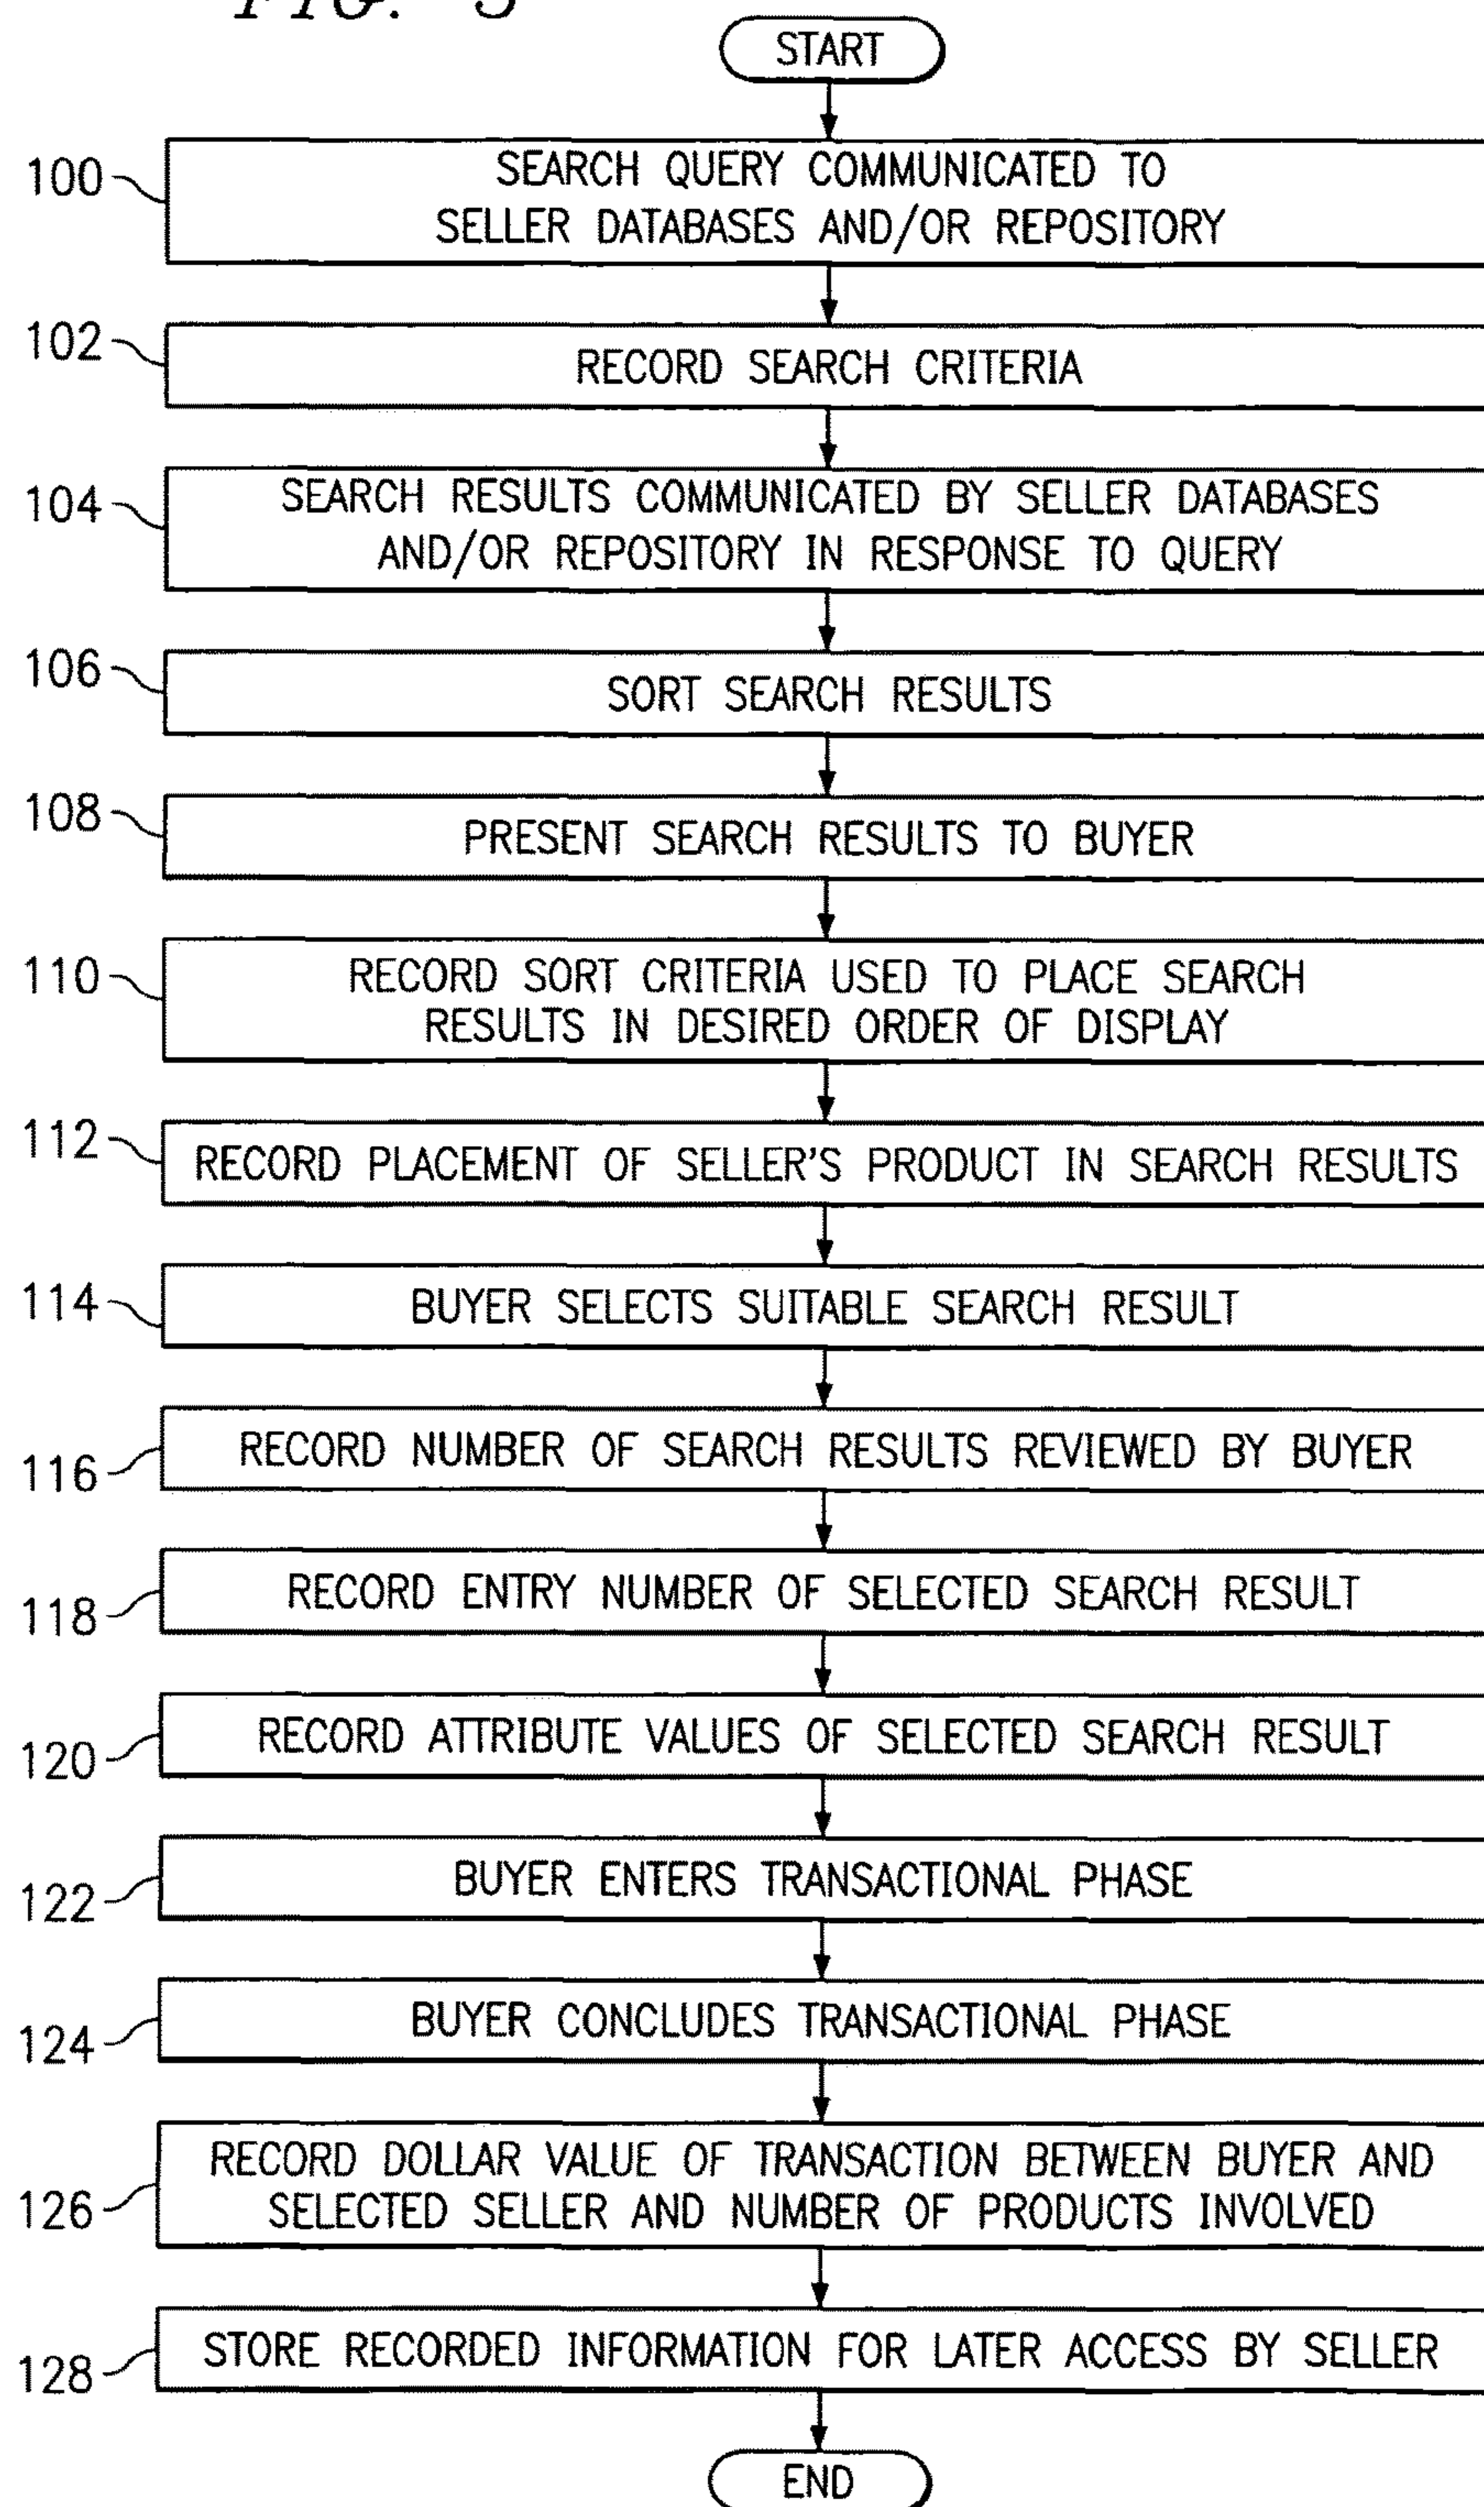 FIG. 3
START
100
SEARCH QUERY COMMUNICATED TO
SELLER DATABASES AND/OR REPOSITORY
102
RECORD SEARCH CRITERIA
104
SEARCH RESULTS COMMUNICATED BY SELLER DATABASES
AND/OR REPOSITORY IN RESPONSE TO QUERY
106
SORT SEARCH RESULTS
108
PRESENT SEARCH RESULTS TO BUYER
110
RECORD SORT CRITERIA USED TO PLACE SEARCH
RESULTS IN DESIRED ORDER OF DISPLAY
112
RECORD PLACEMENT OF SELLER'S PRODUCT IN SEARCH RESULTS
114
BUYER SELECTS SUITABLE SEARCH RESULT
116
RECORD NUMBER OF SEARCH RESULTS REVIEWED BY BUYER
118
RECORD ENTRY NUMBER OF SELECTED SEARCH RESULT
120
RECORD ATTRIBUTE VALUES OF SELECTED SEARCH RESULT
122
BUYER ENTERS TRANSACTIONAL PHASE
124
BUYER CONCLUDES TRANSACTIONAL PHASE
126
RECORD DOLLAR VALUE OF TRANSACTION BETWEEN BUYER AND
SELECTED SELLER AND NUMBER OF PRODUCTS INVOLVED
128
STORE RECORDED INFORMATION FOR LATER ACCESS BY SELLER
END